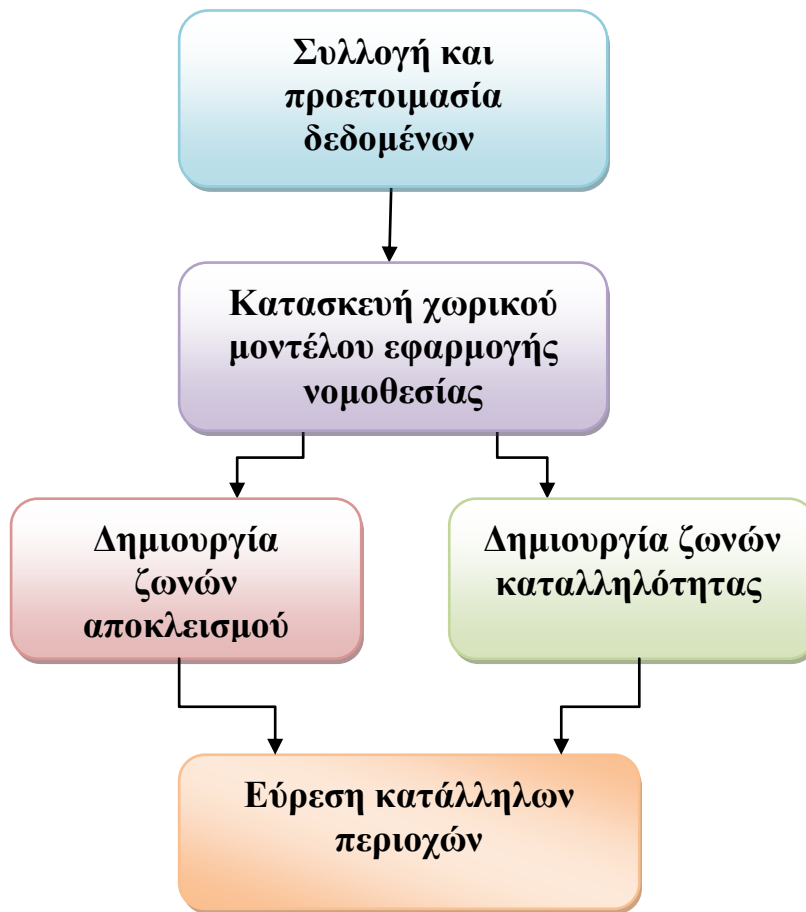 Συλλογή και
προετοιμασία
δεδομένων
Κατασκευή χωρικού
μοντέλου εφαρμογής
νομοθεσίας
Δημιουργία
ζωνών
αποκλεισμού
Δημιουργία ζωνών
καταλληλότητας
Εύρεση κατάλληλων
περιοχών